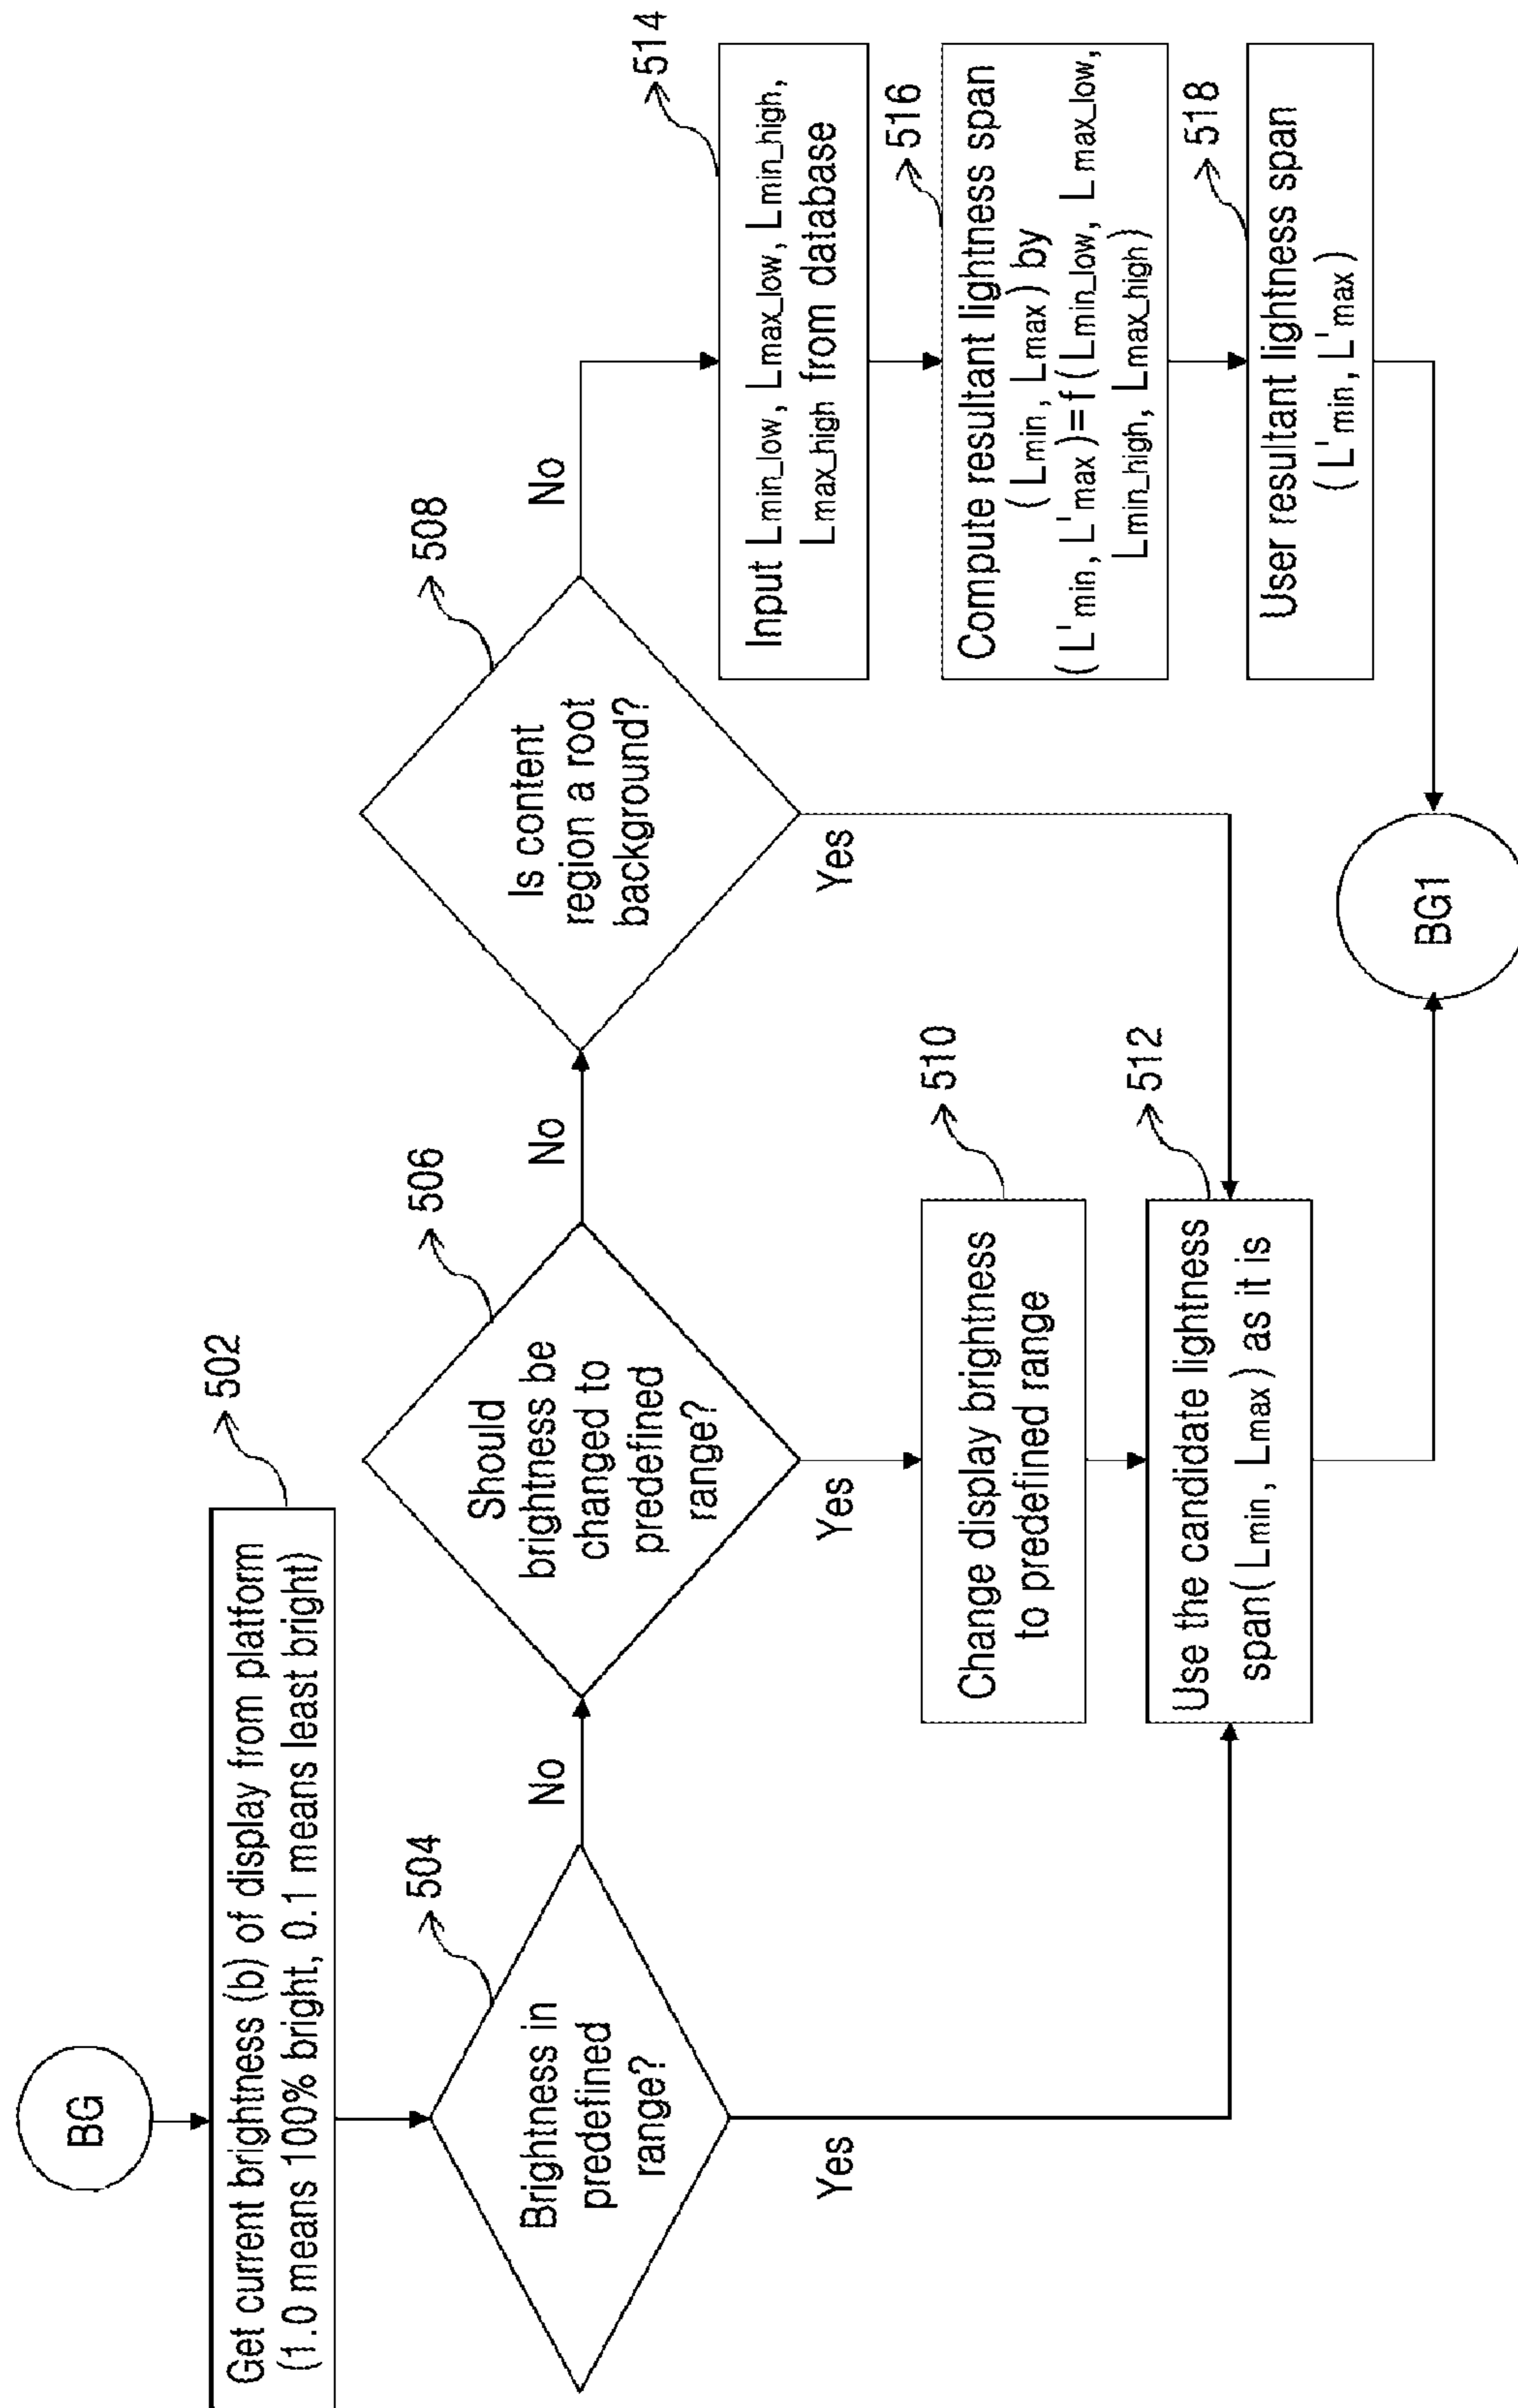 BG
502
Get current brightness (b) of display from platform
(1.0 means 100% bright, 0.1 means least bright)
504
Brightness in
predefined
range?
No
Yes
506
Should
brightness be
changed to
predefined
range?
No
Yes
508
Is content
region a root
background?
No
Yes
510
Change display brightness
to predefined range
512
Use the candidate lightness
span(Lmin, Lmax) as it is
514
Input Lmin_low, Lmax_low, Lmin_high,
Lmax_high from database
516
Compute resultant lightness span
(Lmin, Lmax) by
(L'min, L'max)=f(Lmin_low, Lmax_low,
Lmin_high, Lmax_high)
518
User resultant lightness span
(L'min, L'max)
BG1